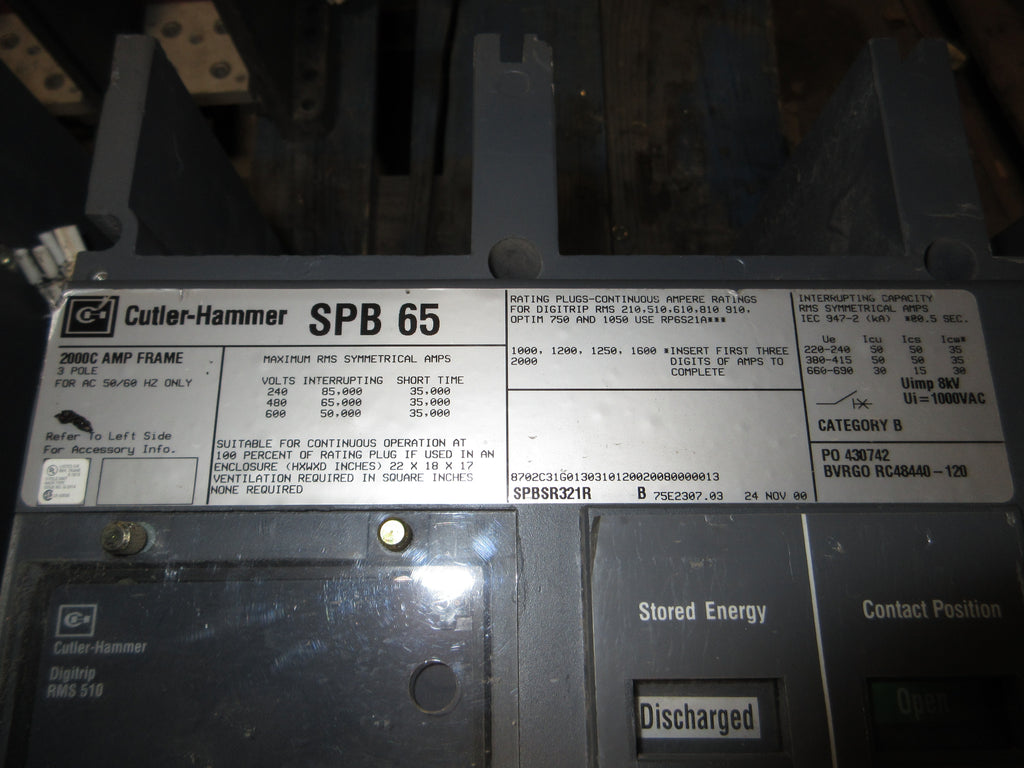 Cutler-Hammer SPB 65
2000C AMP FRAME
3 POLE
FOR AC 50/60 HZ ONLY
Refer To Left Side
For Accessory Info.
MAXIMUM RMS SYMMETRICAL AMPS
VOLTS INTERRUPTING SHORT TIME
240 85,000 35,000
480 65,000 35,000
600 50,000 35,000
SUITABLE FOR CONTINUOUS OPERATION AT
100 PERCENT OF RATING PLUG IF USED IN AN
ENCLOSURE (HXWXD INCHES) 22 X 18 X 17
VENTILATION REQUIRED IN SQUARE INCHES
NONE REQUIRED
RATING PLUGS-CONTINUOUS AMPERE RATINGS
FOR DIGITRIP RMS 210,510,610,810 910,
OPTIM 750 AND 1050 USE RP6S21A***
1000, 1200, 1250, 1600 *INSERT FIRST THREE
2000 DIGITS OF AMPS TO
COMPLETE
8702C31G0130310120020080000013
SPBSR321R B 75E2307.03 24 NOV 00
INTERRUPTING CAPACITY
RMS SYMMETRICAL AMPS
IEC 947-2 (kA) *@0.5 SEC.
Ue Icu Ics Icw*
220-240 50 50 35
380-415 50 50 35
660-690 30 15 30
Uimp 8kV
Ui=1000VAC
CATEGORY B
PO 430742
BVRGO RC48440-120
Cutler-Hammer
Digitrip
RMS 510
Stored Energy
Discharged
Contact Position
Open